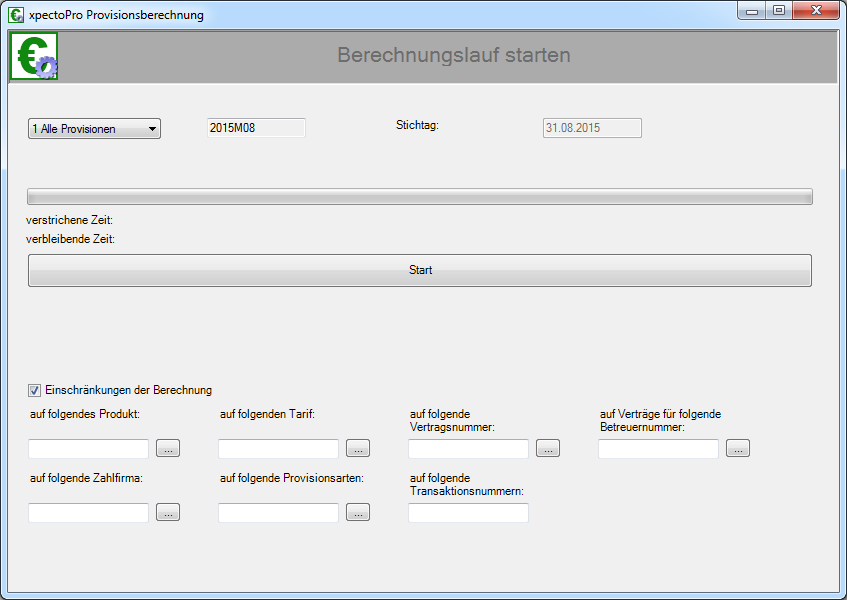 xpectoPro Provisionsberechnung
Berechnungslauf starten
1 Alle Provisionen
2015M08
Stichtag:
31.08.2015
verstrichene Zeit:
verbleibende Zeit:
Start
Einschränkungen der Berechnung
auf folgendes Produkt:
auf folgenden Tarif:
auf folgende
Vertragsnummer:
auf Verträge für folgende
Betreuernummer:
...
...
...
...
auf folgende Zahlfirma:
auf folgende Provisionsarten:
auf folgende
Transaktionsnummern:
...
...